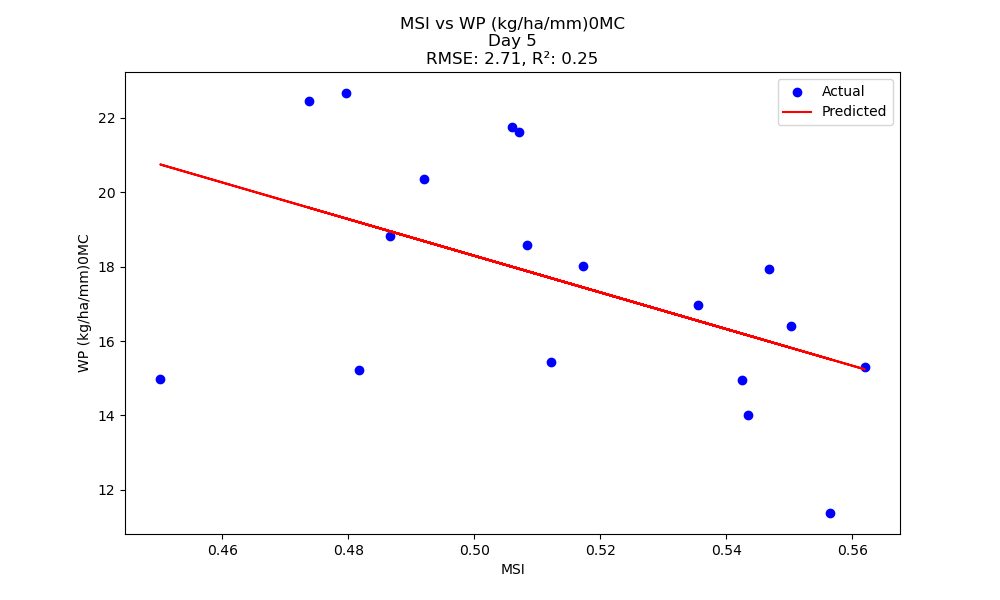 MSI vs WP (kg/ha/mm)0MC
Day 5
RMSE: 2.71, R²: 0.25
Actual
Predicted
WP (kg/ha/mm)0MC
22
20
18
16
14
12
0.46 0.48 0.50 0.52 0.54 0.56
MSI